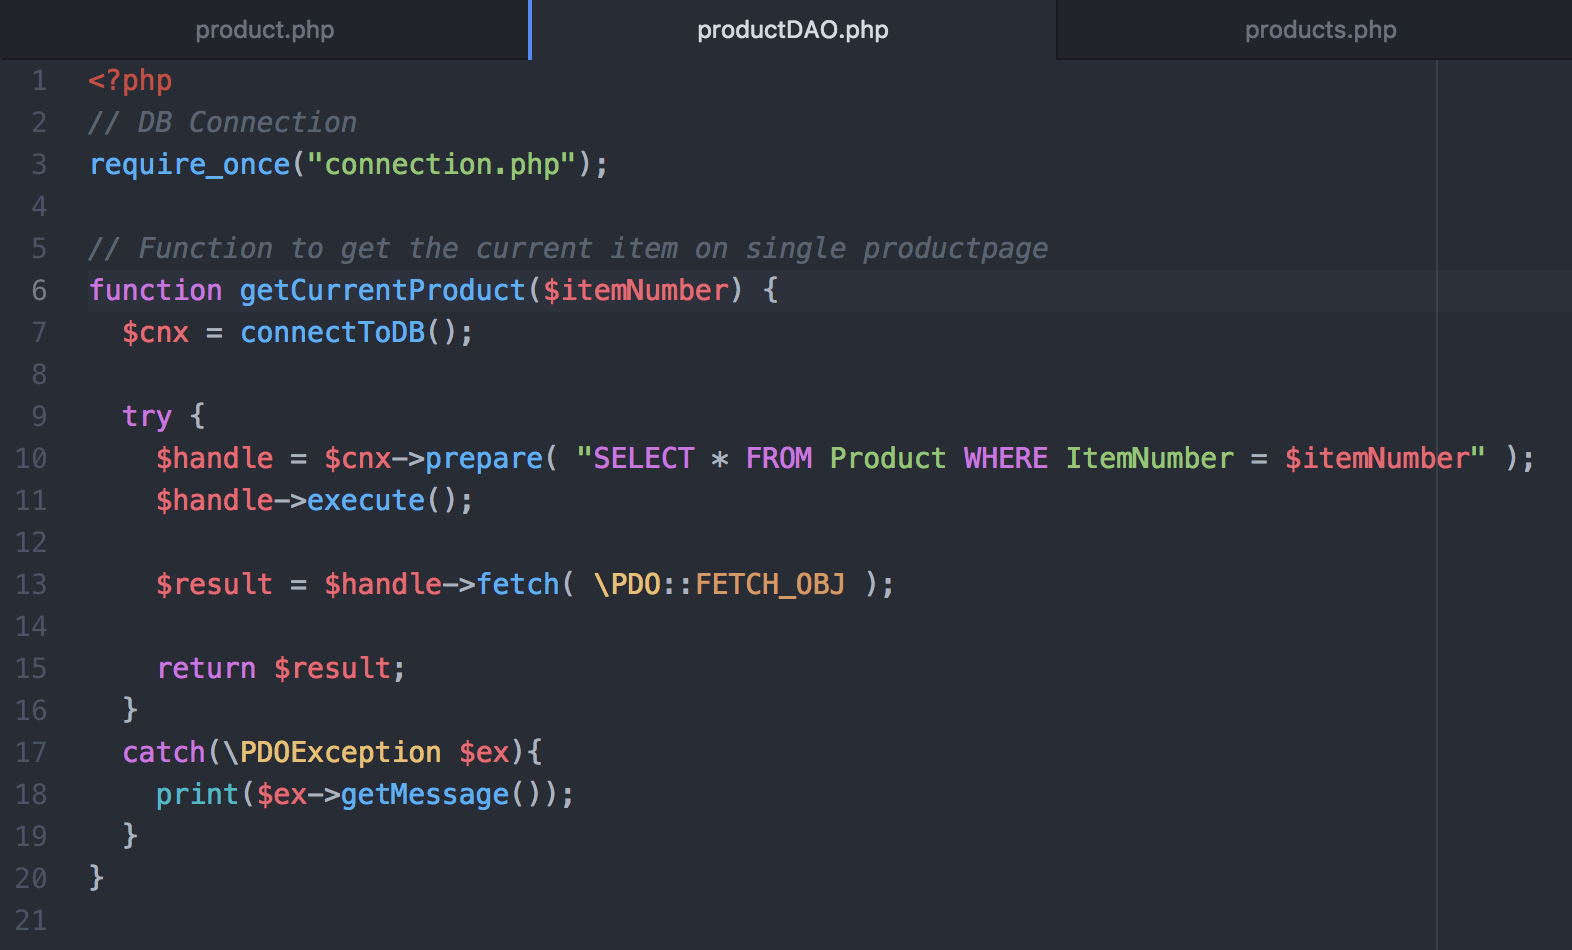 product.php
productDAO.php
products.php
1 <?php
2 // DB Connection
3 require_once("connection.php");
4
5 // Function to get the current item on single productpage
6 function getCurrentProduct($itemNumber) {
7   $cnx = connectToDB();
8
9   try {
10     $handle = $cnx->prepare( "SELECT * FROM Product WHERE ItemNumber = $itemNumber" );
11     $handle->execute();
12
13     $result = $handle->fetch( \PDO::FETCH_OBJ );
14
15     return $result;
16   }
17   catch(\PDOException $ex){
18     print($ex->getMessage());
19   }
20 }
21